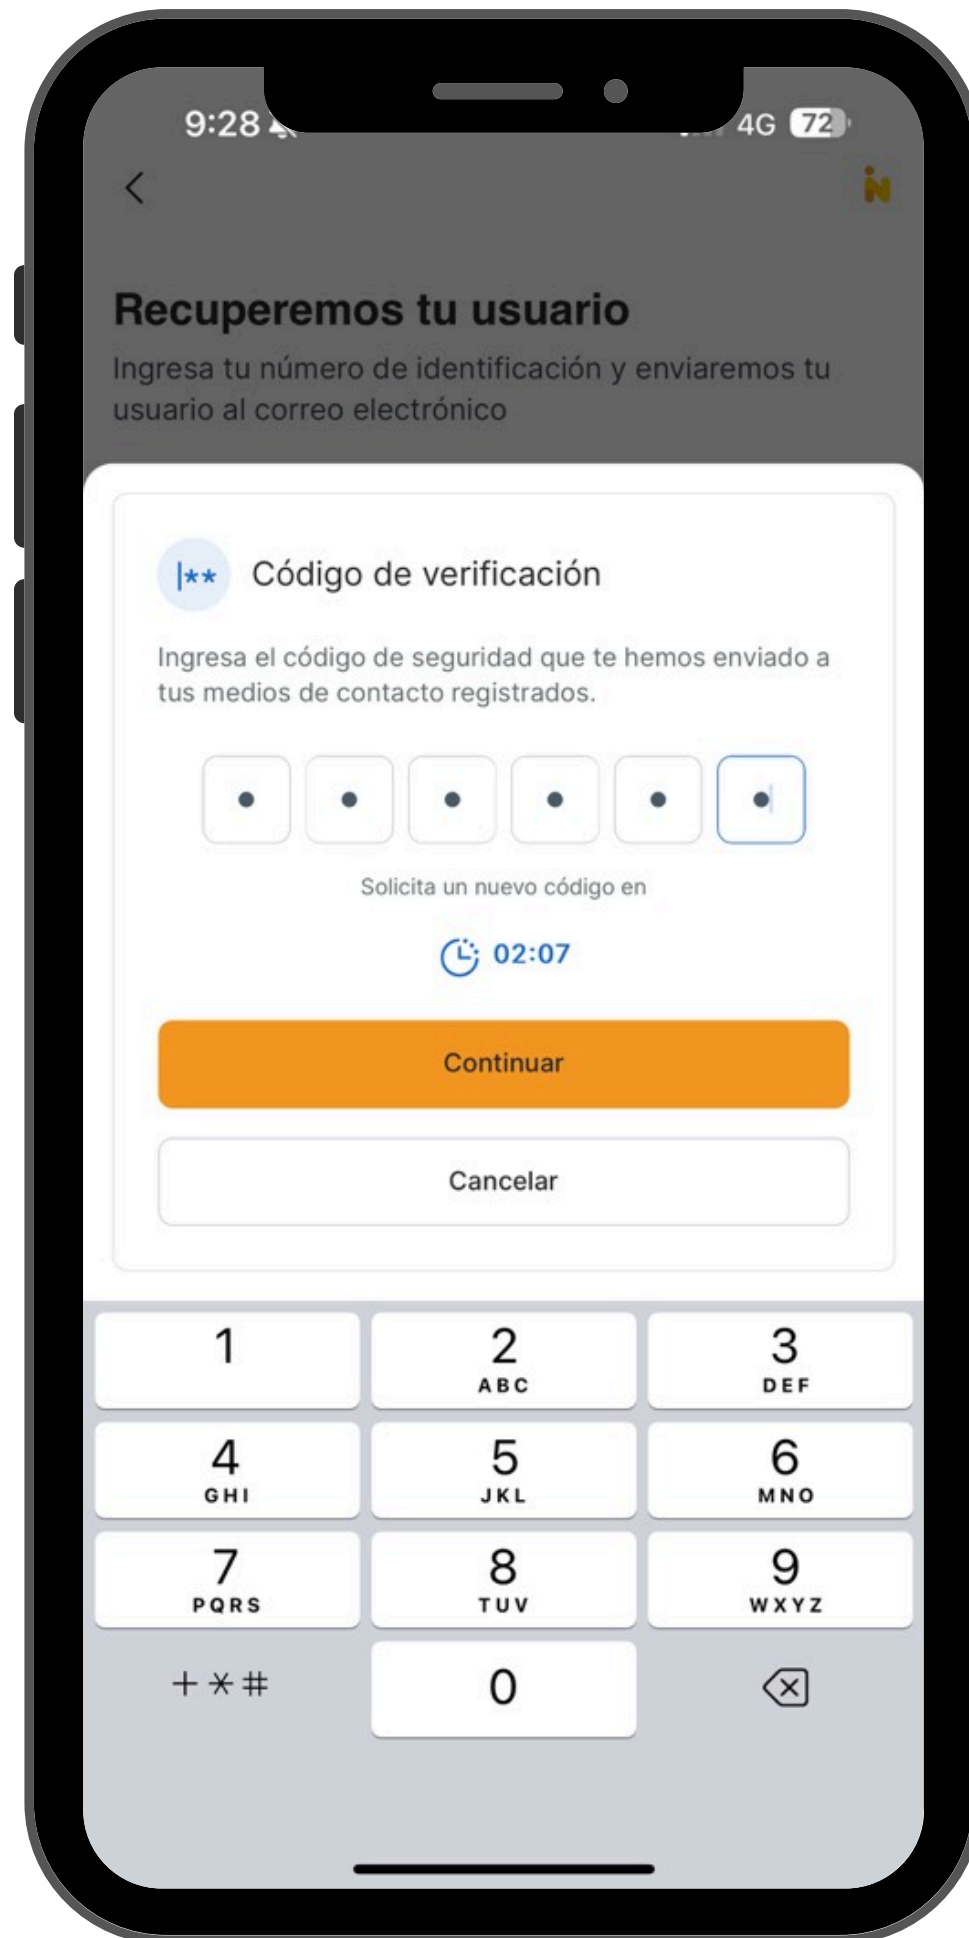 9:28
4G 72
iN
Recuperemos tu usuario
Ingresa tu número de identificación y enviaremos tu
usuario al correo electrónico
|**
Código de verificación
Ingresa el código de seguridad que te hemos enviado a
tus medios de contacto registrados.
Solicita un nuevo código en
02:07
Continuar
Cancelar
1
2
3
ABC
DEF
4
5
6
GHI
JKL
MNO
7
8
9
PQRS
TUV
WXYZ
+*#
0